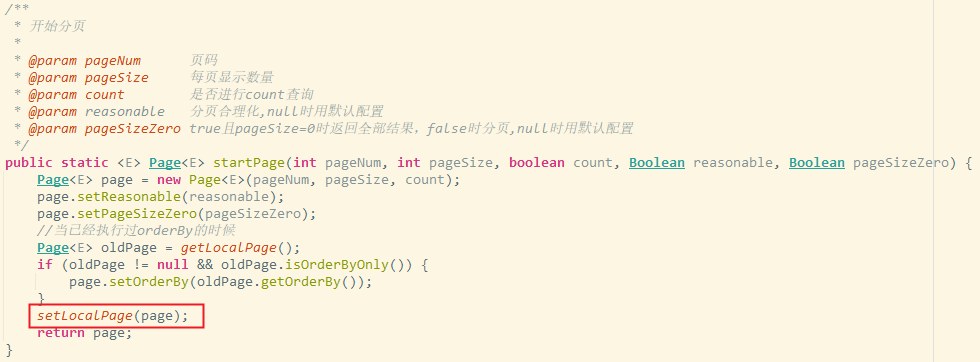 /**
 * 开始分页
 *
 * @param pageNum      页码
 * @param pageSize     每页显示数量
 * @param count        是否进行count查询
 * @param reasonable   分页合理化,null时用默认配置
 * @param pageSizeZero true且pageSize=0时返回全部结果，false时分页,null时用默认配置
 */
public static <E> Page<E> startPage(int pageNum, int pageSize, boolean count, Boolean reasonable, Boolean pageSizeZero) {
    Page<E> page = new Page<E>(pageNum, pageSize, count);
    page.setReasonable(reasonable);
    page.setPageSizeZero(pageSizeZero);
    //当已经执行过orderBy的时候
    Page<E> oldPage = getLocalPage();
    if (oldPage != null && oldPage.isOrderByOnly()) {
        page.setOrderBy(oldPage.getOrderBy());
    }
    setLocalPage(page);
    return page;
}